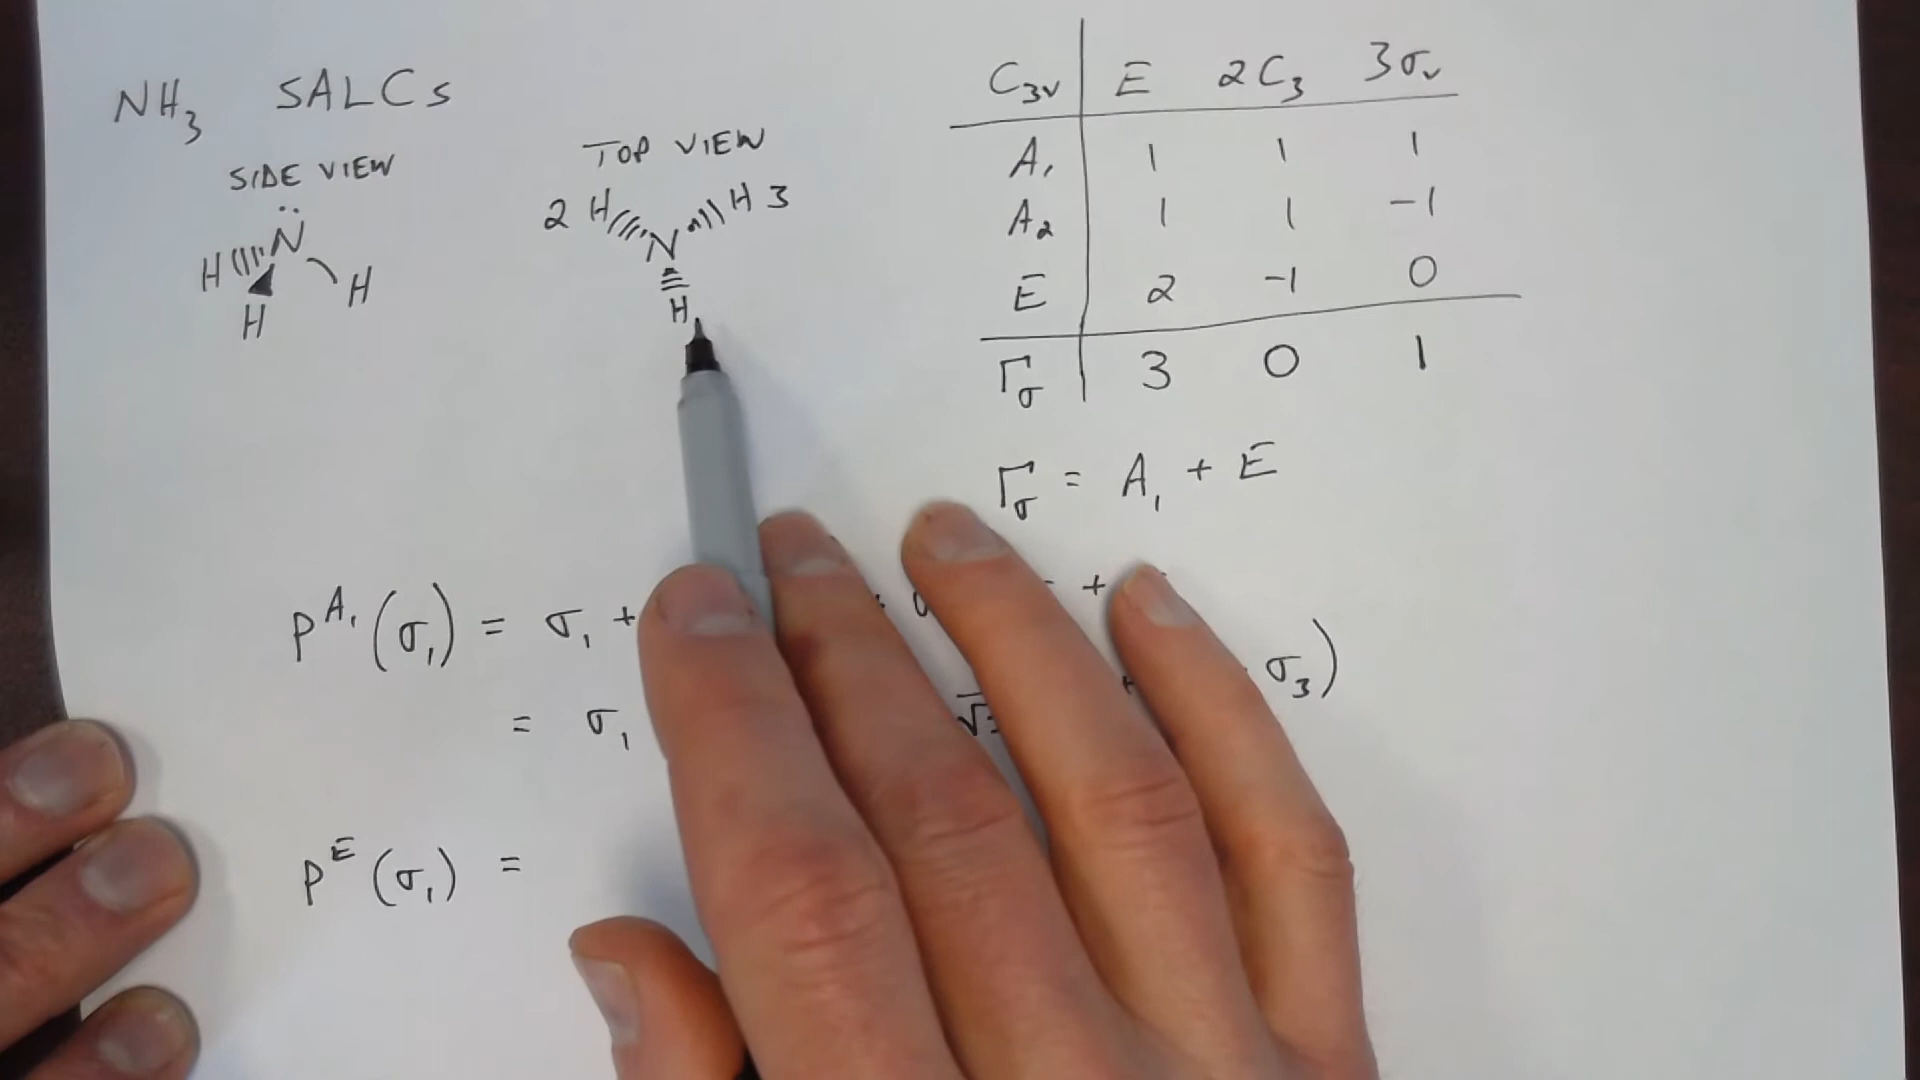 NH₃ SALCs
SIDE VIEW
N
H
H
H
TOP VIEW
2 H
H 3
N
H
C₃ᵥ E 2C₃ 3σᵥ
A₁ 1 1 1
A₂ 1 1 -1
E 2 -1 0
Γσ 3 0 1
Γσ = A₁ + E
P^A₁ (σ₁) = σ₁ + +
= σ₁ σ₃)
P^E (σ₁) =